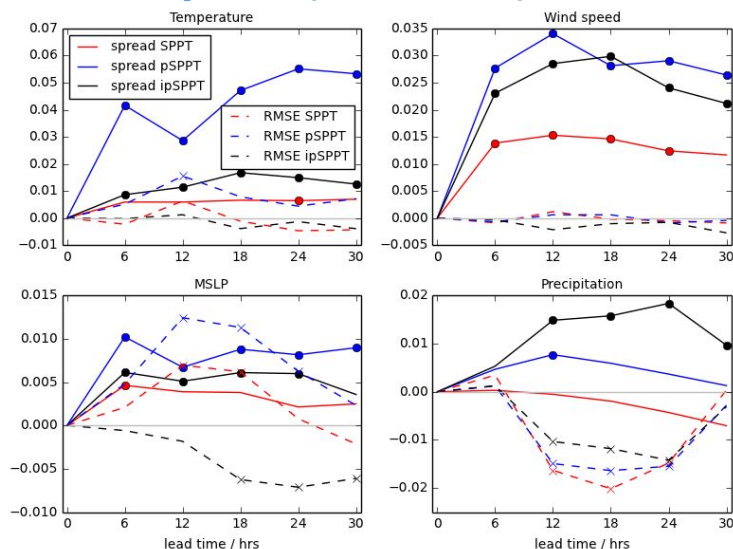 Temperature
0.07
0.06
0.05
0.04
0.03
0.02
0.01
0.00
−0.01
spread SPPT
spread pSPPT
spread ipSPPT
RMSE SPPT
RMSE pSPPT
RMSE ipSPPT
0 6 12 18 24 30
Wind speed
0.035
0.030
0.025
0.020
0.015
0.010
0.005
0.000
−0.005
0 6 12 18 24 30
MSLP
0.015
0.010
0.005
0.000
−0.005
−0.010
0 6 12 18 24 30
lead time / hrs
Precipitation
0.02
0.01
0.00
−0.01
−0.02
0 6 12 18 24 30
lead time / hrs